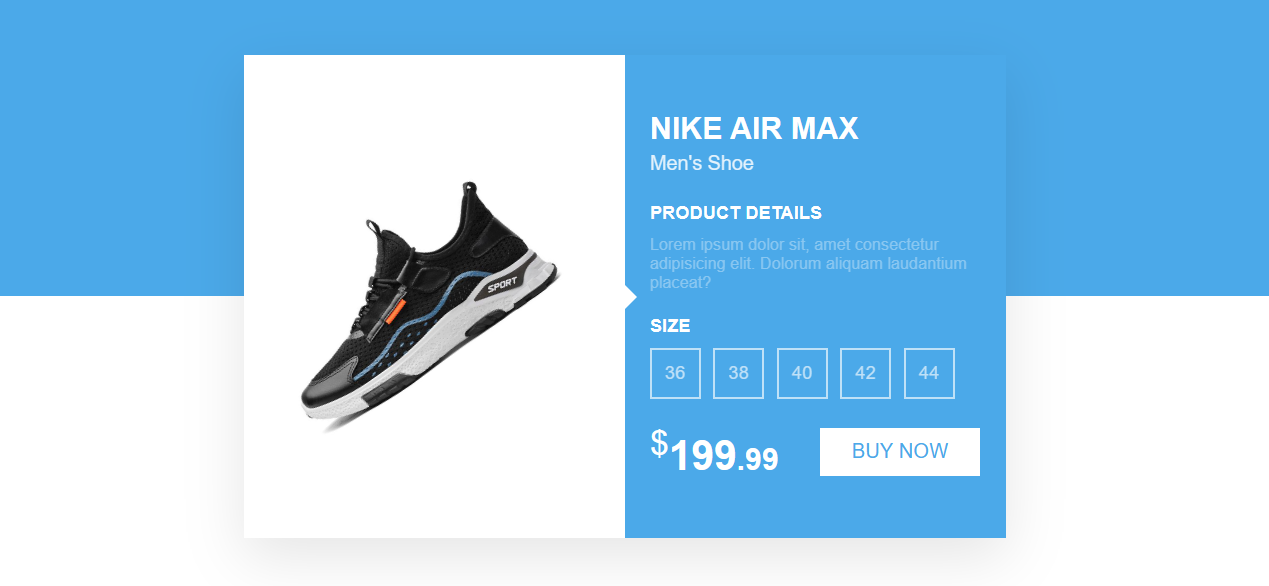 NIKE AIR MAX
Men's Shoe
PRODUCT DETAILS
Lorem ipsum dolor sit, amet consectetur
adipisicing elit. Dolorum aliquam laudantium
placeat?
SPORT
SIZE
36 38 40 42 44
$199.99 BUY NOW